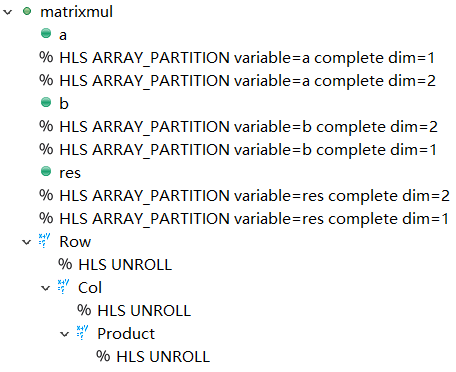 matrixmul
a
% HLS ARRAY_PARTITION variable=a complete dim=1
% HLS ARRAY_PARTITION variable=a complete dim=2
b
% HLS ARRAY_PARTITION variable=b complete dim=2
% HLS ARRAY_PARTITION variable=b complete dim=1
res
% HLS ARRAY_PARTITION variable=res complete dim=2
% HLS ARRAY_PARTITION variable=res complete dim=1
Row
% HLS UNROLL
Col
% HLS UNROLL
Product
% HLS UNROLL